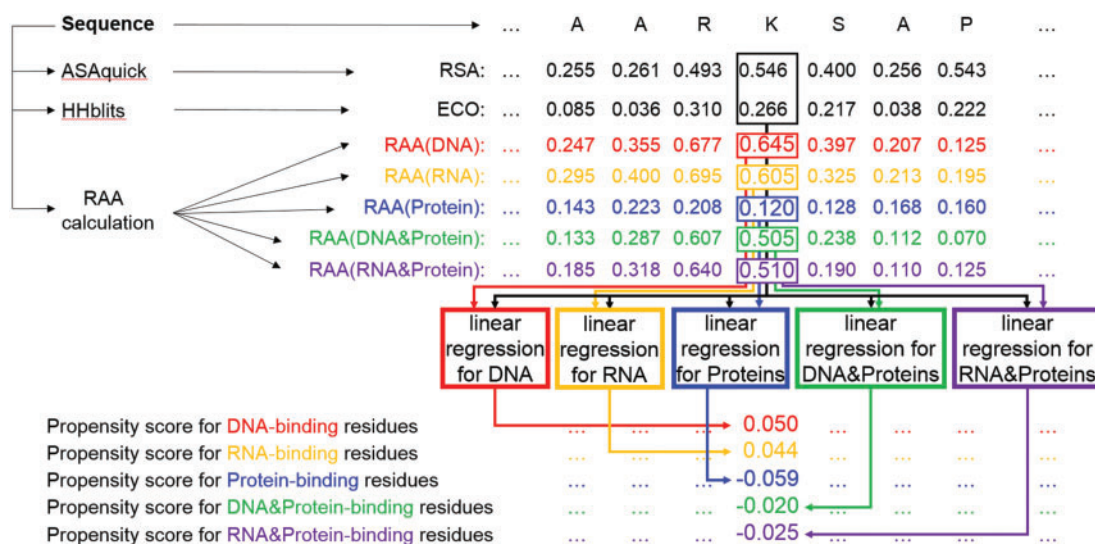 Sequence … A A R K S A P …
ASAquick RSA: … 0.255 0.261 0.493 0.546 0.400 0.256 0.543 …
HHblits ECO: … 0.085 0.036 0.310 0.266 0.217 0.038 0.222 …
RAA(DNA): … 0.247 0.355 0.677 0.645 0.397 0.207 0.125 …
RAA(RNA): … 0.295 0.400 0.695 0.605 0.325 0.213 0.195 …
RAA calculation
RAA(Protein): … 0.143 0.223 0.208 0.120 0.128 0.168 0.160 …
RAA(DNA&Protein): … 0.133 0.287 0.607 0.505 0.238 0.112 0.070 …
RAA(RNA&Protein): … 0.185 0.318 0.640 0.510 0.190 0.110 0.125 …
linear
regression
for DNA
linear
regression
for RNA
linear
regression
for Proteins
linear
regression for
DNA&Proteins
linear
regression for
RNA&Proteins
Propensity score for DNA-binding residues … … … 0.050 … … … …
Propensity score for RNA-binding residues … … … 0.044 … … … …
Propensity score for Protein-binding residues … … … -0.059 … … … …
Propensity score for DNA&Protein-binding residues … … … -0.020 … … … …
Propensity score for RNA&Protein-binding residues … … … -0.025 … … … …